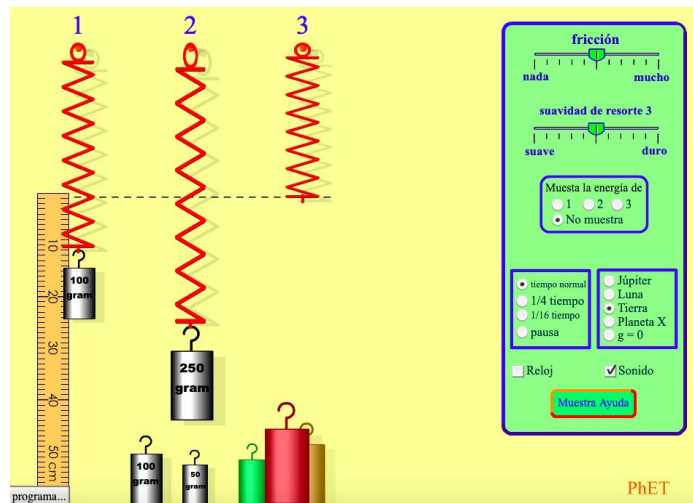 1 2 3
fricción
nada mucho
suavidad de resorte 3
suave duro
Muesta la energía de
1 2 3
No muestra
10
20
30
40
50 cm
100
gram
250
gram
100
gram
50
gram
tiempo normal
1/4 tiempo
1/16 tiempo
pausa
Júpiter
Luna
Tierra
Planeta X
g = 0
Reloj Sonido
Muestra Ayuda
programa...
PhET